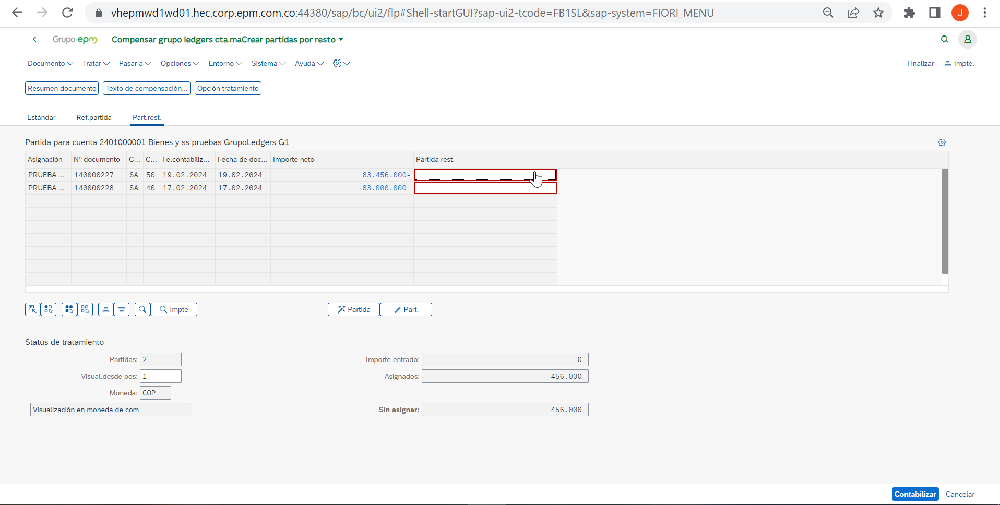 vhepmwd1wd01.hec.corp.epm.com.co:44380/sap/bc/ui2/flp#Shell-startGUI?sap-ui2-tcode=FB1SL&sap-system=FIORI_MENU
J
Grupo·epm Compensar grupo ledgers cta.maCrear partidas por resto
Documento Tratar Pasar a Opciones Entorno Sistema Ayuda Finalizar Impte.
Resumen documento Texto de compensación... Opción tratamiento
Estándar Ref.partida Part.rest.
Partida para cuenta 2401000001 Bienes y ss pruebas GrupoLedgers G1
Asignación Nº documento C... C... Fe.contabiliz... Fecha de doc... Importe neto Partida rest.
PRUEBA ... 140000227 SA 50 19.02.2024 19.02.2024 83.456.000-
PRUEBA ... 140000228 SA 40 17.02.2024 17.02.2024 83.000.000
Impte Partida Part.
Status de tratamiento
Partidas: 2 Importe entrado: 0
Visual.desde pos: 1 Asignados: 456.000-
Moneda: COP
Visualización en moneda de com Sin asignar: 456.000
Contabilizar Cancelar